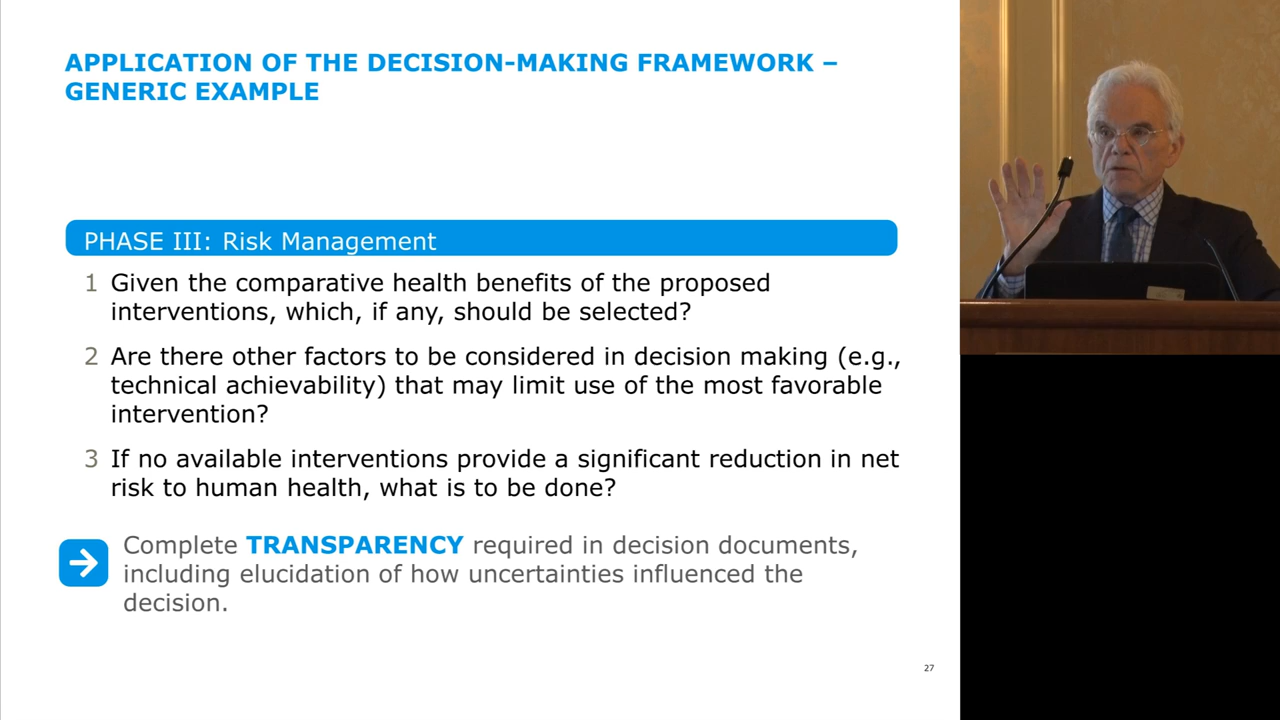 APPLICATION OF THE DECISION-MAKING FRAMEWORK –
GENERIC EXAMPLE
PHASE III: Risk Management
1 Given the comparative health benefits of the proposed
interventions, which, if any, should be selected?
2 Are there other factors to be considered in decision making (e.g.,
technical achievability) that may limit use of the most favorable
intervention?
3 If no available interventions provide a significant reduction in net
risk to human health, what is to be done?
Complete TRANSPARENCY required in decision documents,
including elucidation of how uncertainties influenced the
decision.
27